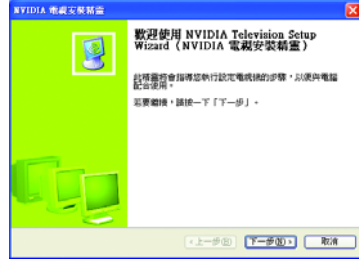 NVIDIA 電視安裝精靈
歡迎使用 NVIDIA Television Setup
Wizard（NVIDIA 電視安裝精靈）
此精靈將會指導您執行設定電視機的步驟，以便與電腦
配合使用。
若要繼續，請按一下「下一步」。
<上一步(B)
下一步(N)>
取消